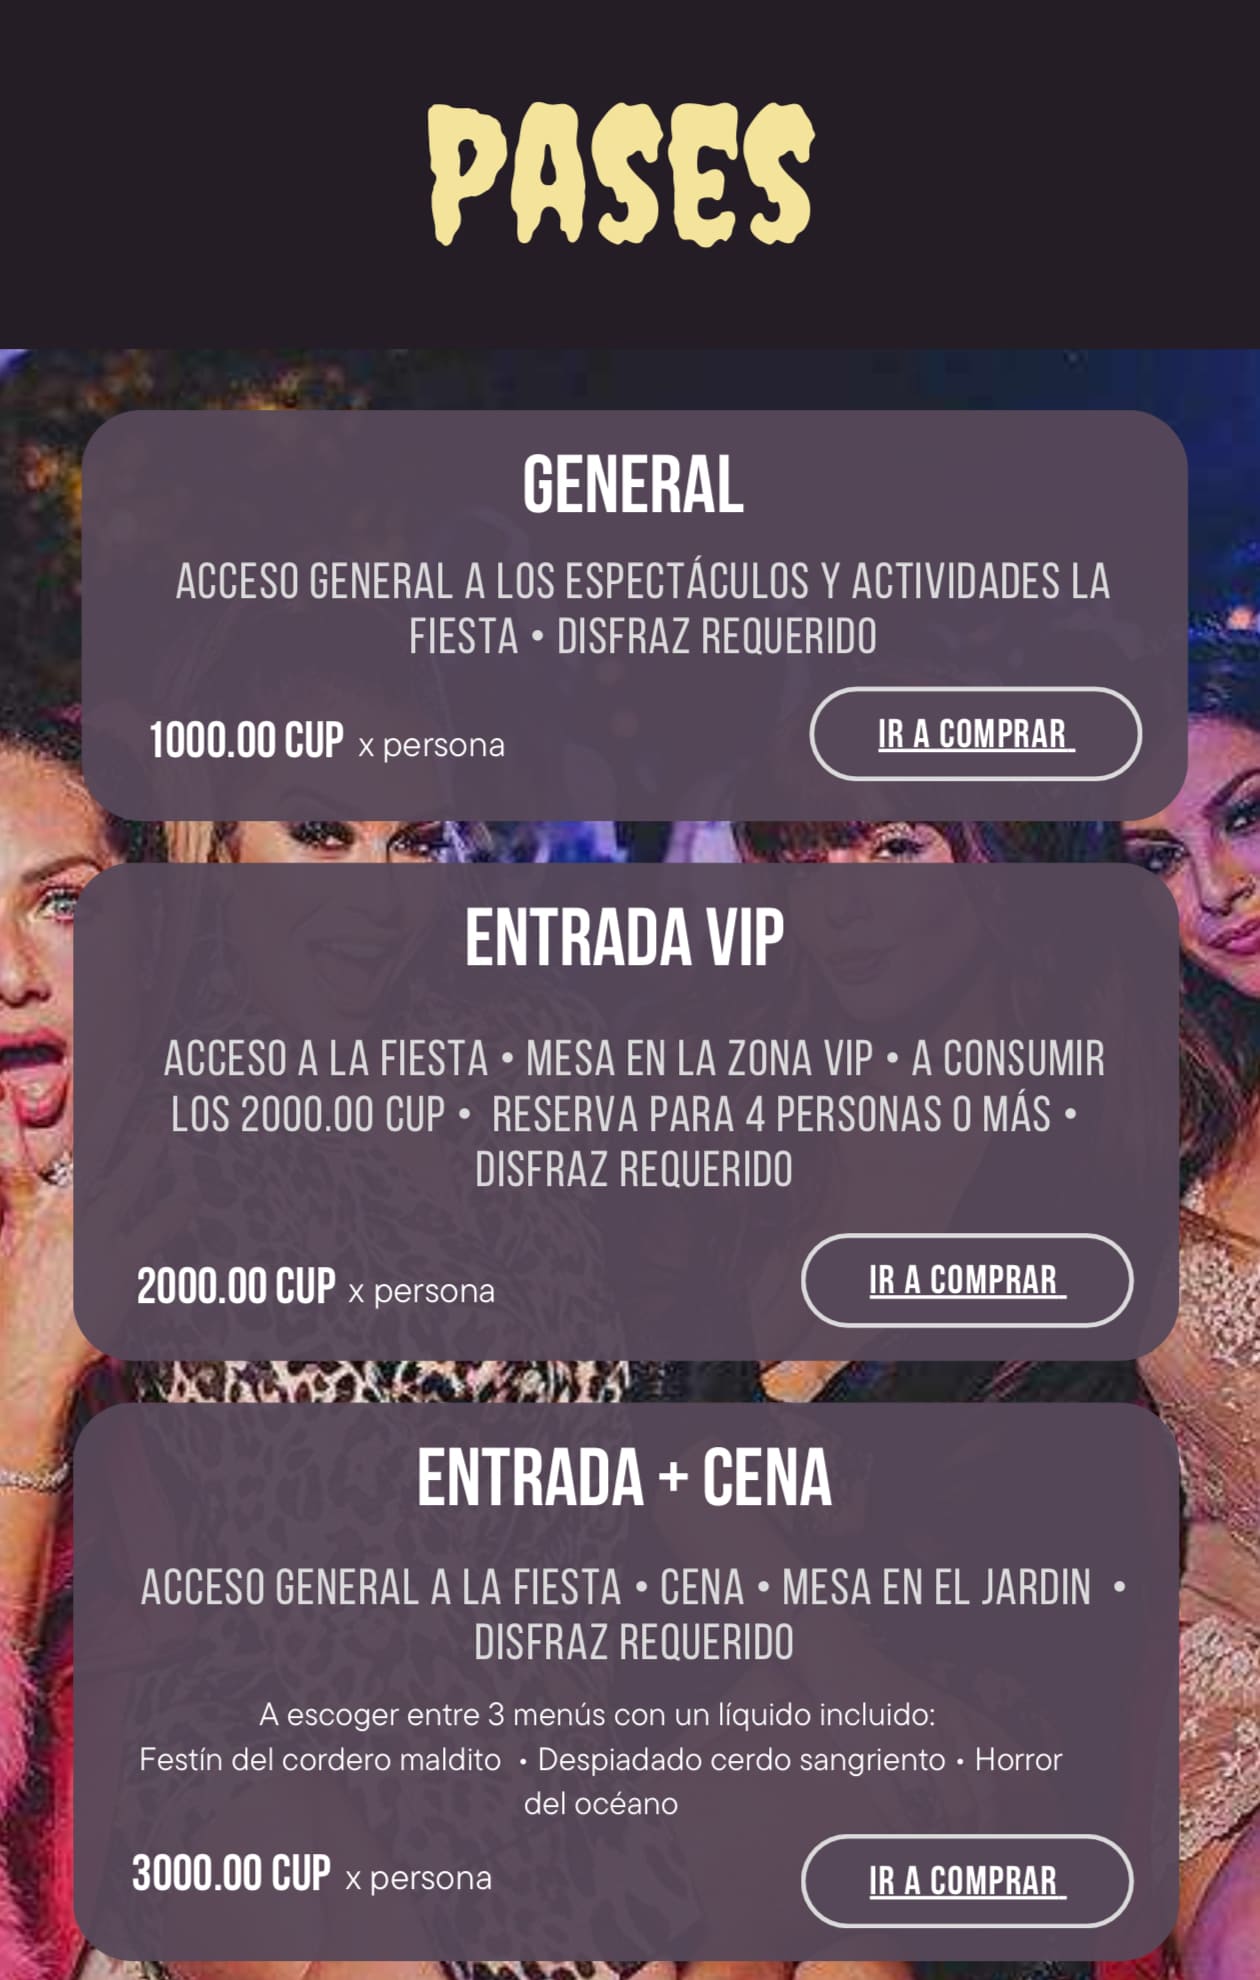 PASES
GENERAL
ACCESO GENERAL A LOS ESPECTÁCULOS Y ACTIVIDADES LA
FIESTA • DISFRAZ REQUERIDO
1000.00 CUP x persona
IR A COMPRAR
ENTRADA VIP
ACCESO A LA FIESTA • MESA EN LA ZONA VIP • A CONSUMIR
LOS 2000.00 CUP • RESERVA PARA 4 PERSONAS O MÁS •
DISFRAZ REQUERIDO
2000.00 CUP x persona
IR A COMPRAR
ENTRADA + CENA
ACCESO GENERAL A LA FIESTA • CENA • MESA EN EL JARDIN •
DISFRAZ REQUERIDO
A escoger entre 3 menús con un líquido incluido:
Festín del cordero maldito • Despiadado cerdo sangriento • Horror
del océano
3000.00 CUP x persona
IR A COMPRAR